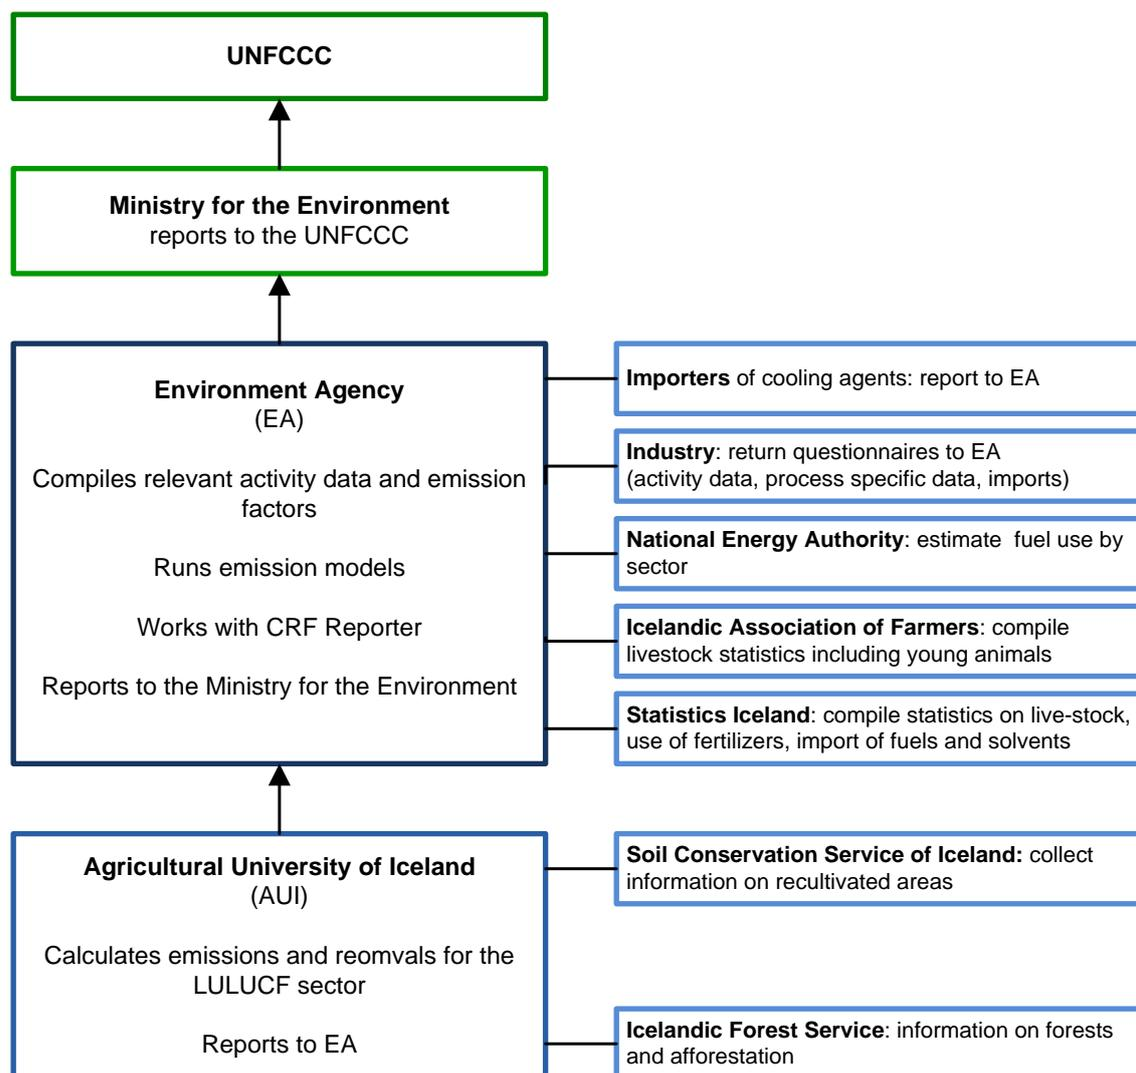 UNFCCC
Ministry for the Environment
reports to the UNFCCC
Environment Agency
(EA)
Compiles relevant activity data and emission
factors
Runs emission models
Works with CRF Reporter
Reports to the Ministry for the Environment
Importers of cooling agents: report to EA
Industry: return questionnaires to EA
(activity data, process specific data, imports)
National Energy Authority: estimate  fuel use by
sector
Icelandic Association of Farmers: compile
livestock statistics including young animals
Statistics Iceland: compile statistics on live-stock,
use of fertilizers, import of fuels and solvents
Agricultural University of Iceland
(AUI)
Calculates emissions and reomvals for the
LULUCF sector
Reports to EA
Soil Conservation Service of Iceland: collect
information on recultivated areas
Icelandic Forest Service: information on forests
and afforestation